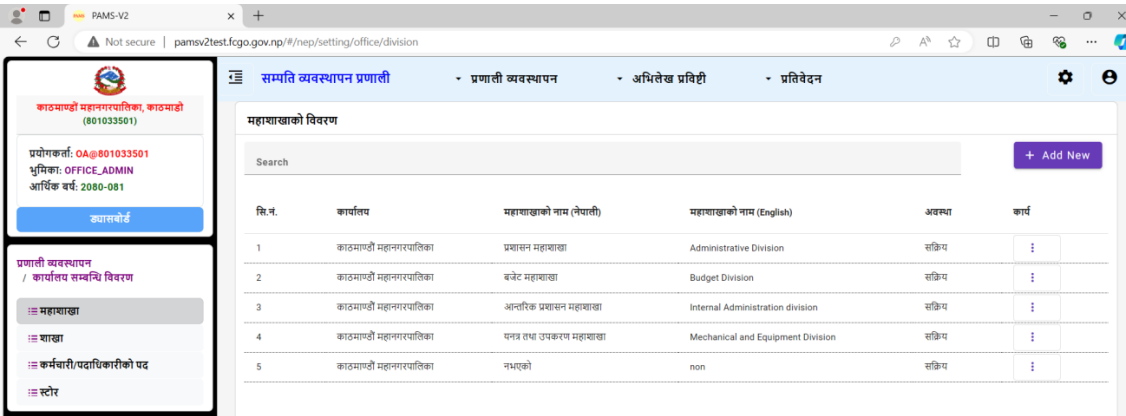 PAMS-V2
Not secure | pamsv2test.fcgo.gov.np/#/nep/setting/office/division
सम्पति व्यवस्थापन प्रणाली प्रणाली व्यवस्थापन अभिलेख प्रविष्टी प्रतिवेदन
काठमाण्डौं महानगरपालिका, काठमाडो
(801033501)
प्रयोगकर्ता: OA@801033501
भुमिका: OFFICE_ADMIN
आर्थिक बर्ष: 2080-081
ड्यासबोर्ड
प्रणाली व्यवस्थापन
/ कार्यालय सम्बन्धि विवरण
महाशाखा
शाखा
कर्मचारी/पदाधिकारीको पद
स्टोर
महाशाखाको विवरण
Search + Add New
सि.नं. कार्यालय महाशाखाको नाम (नेपाली) महाशाखाको नाम (English) अवस्था कार्य
1 काठमाण्डौं महानगरपालिका प्रशासन महाशाखा Administrative Division सक्रिय
2 काठमाण्डौं महानगरपालिका बजेट महाशाखा Budget Division सक्रिय
3 काठमाण्डौं महानगरपालिका आन्तरिक प्रशासन महाशाखा Internal Administration division सक्रिय
4 काठमाण्डौं महानगरपालिका यनत्र तथा उपकरण महाशाखा Mechanical and Equipment Division सक्रिय
5 काठमाण्डौं महानगरपालिका नभएको non सक्रिय